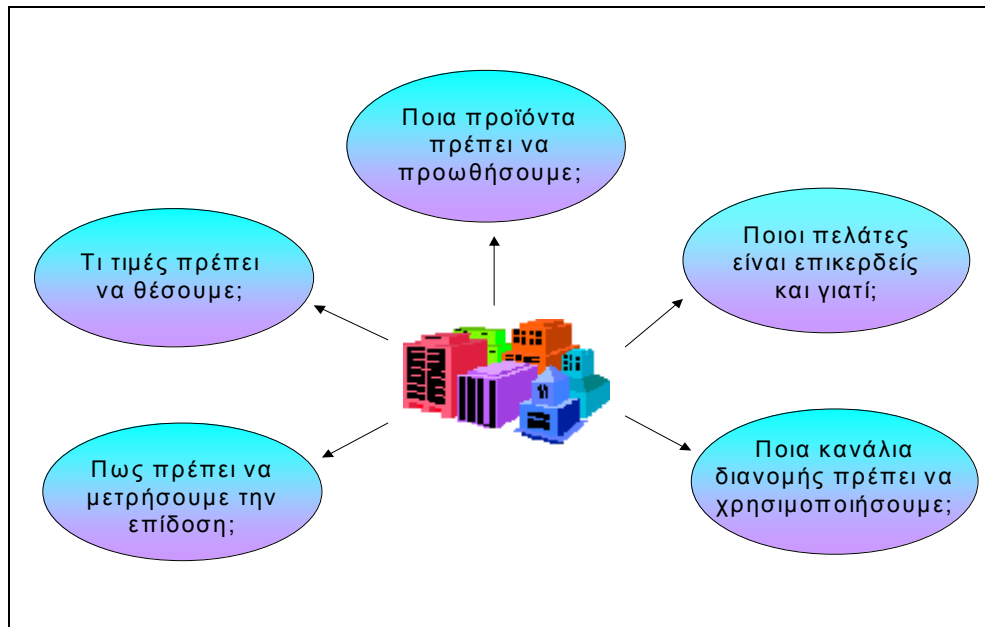 Ποια προϊόντα
πρέπει να
προωθήσουμε;
Τι τιμές πρέπει
να θέσουμε;
Ποιοι πελάτες
είναι επικερδείς
και γιατί;
Πως πρέπει να
μετρήσουμε την
επίδοση;
Ποια κανάλια
διανομής πρέπει να
χρησιμοποιήσουμε;